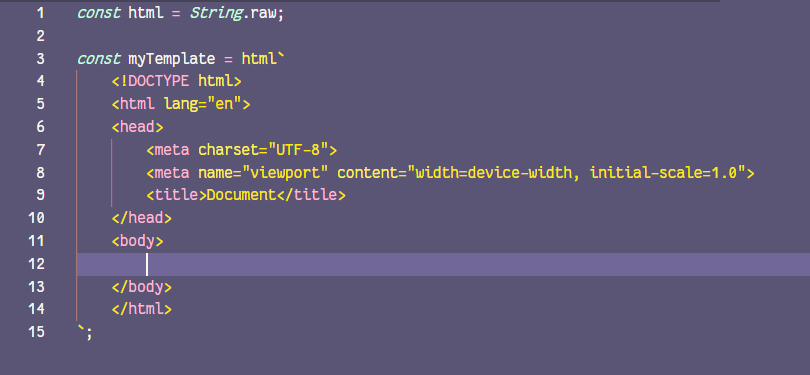 1 const html = String.raw;
2
3 const myTemplate = html`
4     <!DOCTYPE html>
5     <html lang="en">
6     <head>
7         <meta charset="UTF-8">
8         <meta name="viewport" content="width=device-width, initial-scale=1.0">
9         <title>Document</title>
10     </head>
11     <body>
12
13     </body>
14     </html>
15 `;